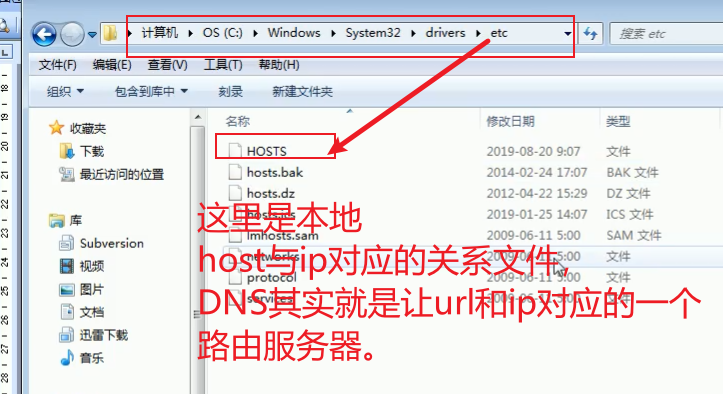 计算机 ▸ OS (C:) ▸ Windows ▸ System32 ▸ drivers ▸ etc
搜索 etc
文件(F) 编辑(E) 查看(V) 工具(T) 帮助(H)
组织 包含到库中 刻录 新建文件夹
收藏夹
下载
最近访问的位置
库
Subversion
视频
图片
文档
迅雷下载
音乐
名称 修改日期 类型
HOSTS 2019-08-20 9:07 文件
hosts.bak 2014-02-24 17:07 BAK 文件
hosts.dz 2012-04-22 15:29 DZ 文件
hosts.ics 2019-01-25 14:07 ICS 文件
lmhosts.sam 2009-06-11 5:00 SAM 文件
networks 2009-06-11 5:00 文件
protocol 2009-06-11 5:00 文件
services 文件
这里是本地
host与ip对应的关系文件,
DNS其实就是让url和ip对应的一个
路由服务器。